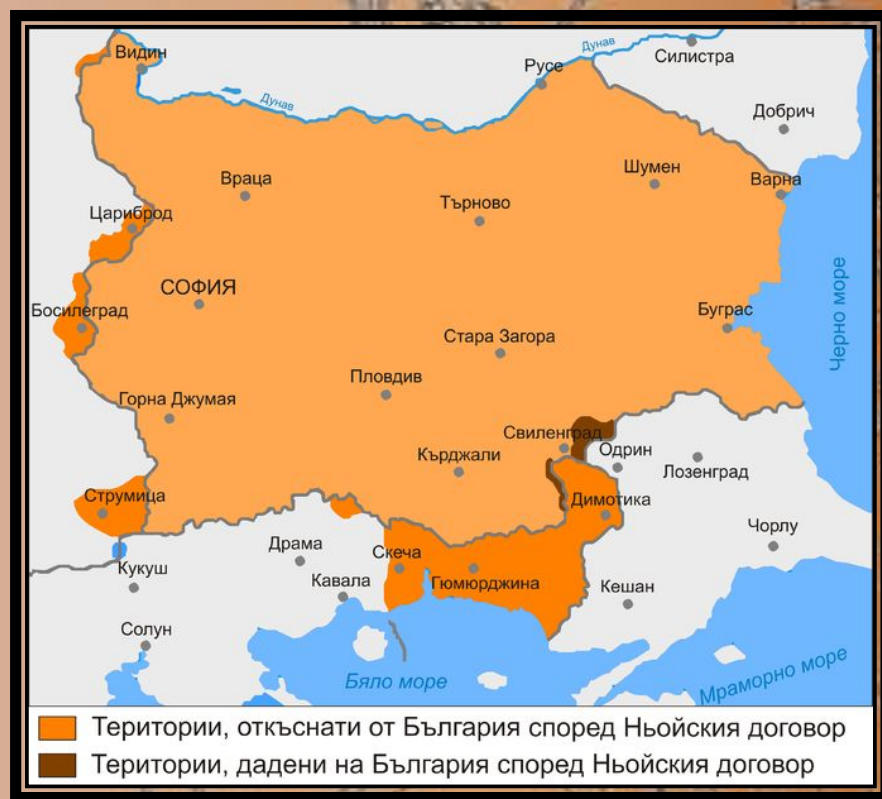 Дунав
Видин
Русе
Силистра
Дунав
Добрич
Враца
Шумен
Варна
Търново
Цариброд
СОФИЯ
Черно море
Босилеград
Буграс
Стара Загора
Пловдив
Горна Джумая
Свиленград
Одрин
Кърджали
Лозенград
Струмица
Димотика
Чорлу
Драма
Скеча
Кукуш
Кавала
Гюмюрджина
Кешан
Солун
Бяло море
Мраморно море
Територии, откъснати от България според Ньойския договор
Територии, дадени на България според Ньойския договор